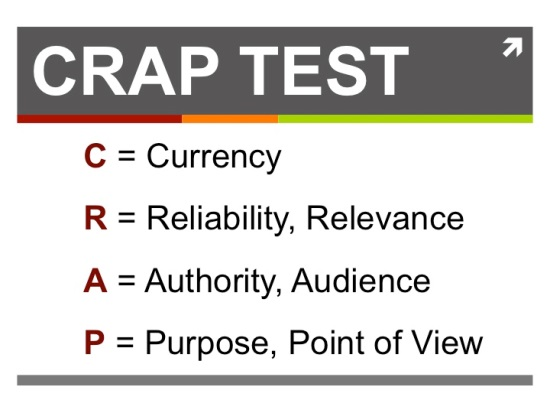 CRAP TEST
C = Currency
R = Reliability, Relevance
A = Authority, Audience
P = Purpose, Point of View